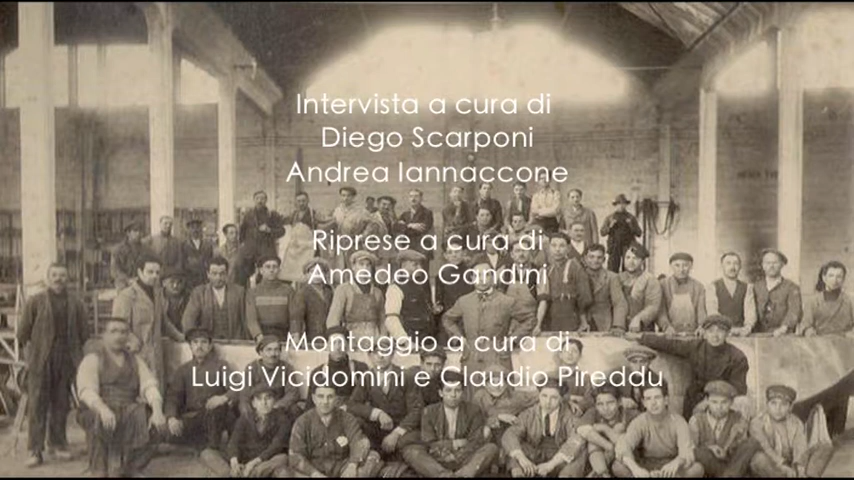 Intervista a cura di
Diego Scarponi
Andrea Iannaccone
Riprese a cura di
Amedeo Gandini
Montaggio a cura di
Luigi Vicidomini e Claudio Pireddu